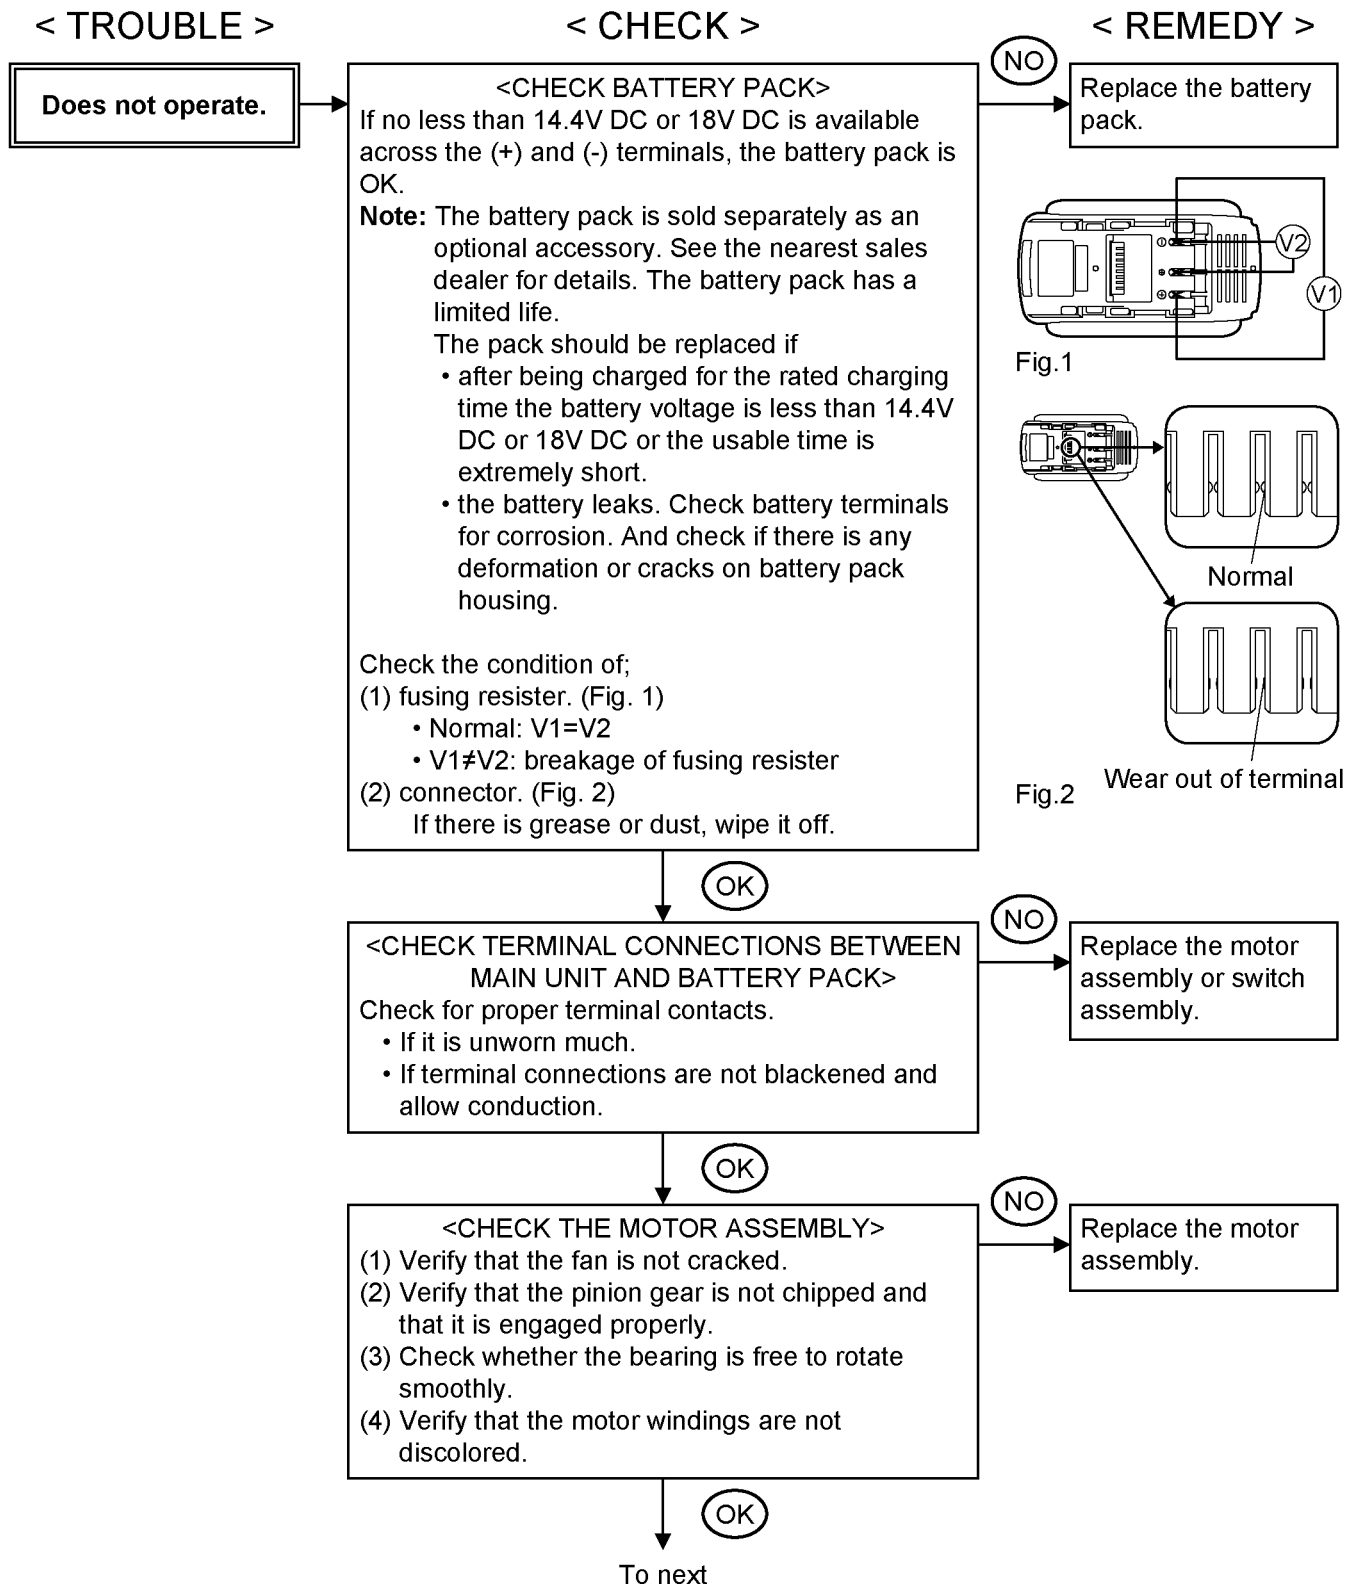 < TROUBLE >
< CHECK >
< REMEDY >
Does not operate.
<CHECK BATTERY PACK>
If no less than 14.4V DC or 18V DC is available
across the (+) and (-) terminals, the battery pack is
OK.
Note: The battery pack is sold separately as an
optional accessory. See the nearest sales
dealer for details. The battery pack has a
limited life.
The pack should be replaced if
• after being charged for the rated charging
time the battery voltage is less than 14.4V
DC or 18V DC or the usable time is
extremely short.
• the battery leaks. Check battery terminals
for corrosion. And check if there is any
deformation or cracks on battery pack
housing.
Check the condition of;
(1) fusing resister. (Fig. 1)
• Normal: V1=V2
• V1≠V2: breakage of fusing resister
(2) connector. (Fig. 2)
If there is grease or dust, wipe it off.
NO
Replace the battery
pack.
V2
V1
Fig.1
Normal
Wear out of terminal
Fig.2
OK
<CHECK TERMINAL CONNECTIONS BETWEEN
MAIN UNIT AND BATTERY PACK>
Check for proper terminal contacts.
• If it is unworn much.
• If terminal connections are not blackened and
allow conduction.
NO
Replace the motor
assembly or switch
assembly.
OK
<CHECK THE MOTOR ASSEMBLY>
(1) Verify that the fan is not cracked.
(2) Verify that the pinion gear is not chipped and
that it is engaged properly.
(3) Check whether the bearing is free to rotate
smoothly.
(4) Verify that the motor windings are not
discolored.
NO
Replace the motor
assembly.
OK
To next